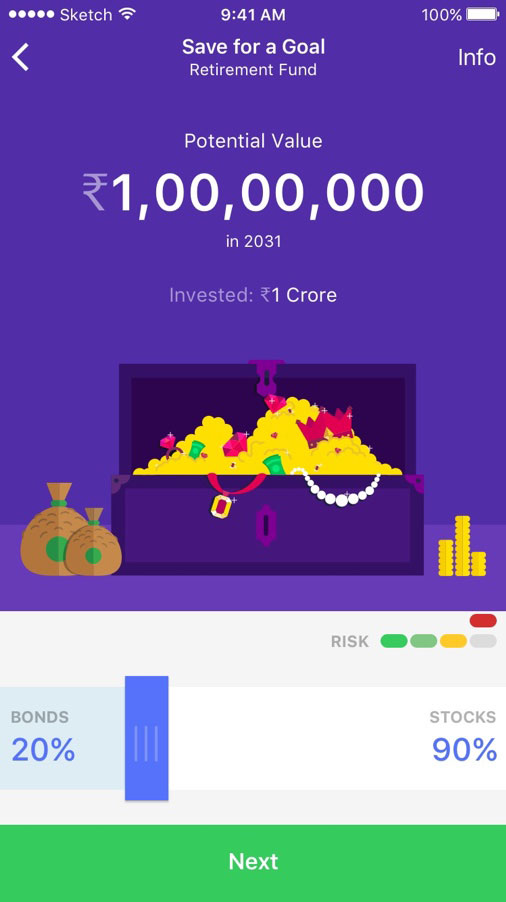 Sketch 9:41 AM 100%
Save for a Goal
Retirement Fund
Info
Potential Value
₹1,00,00,000
in 2031
Invested: ₹1 Crore
RISK
BONDS
20%
STOCKS
90%
Next